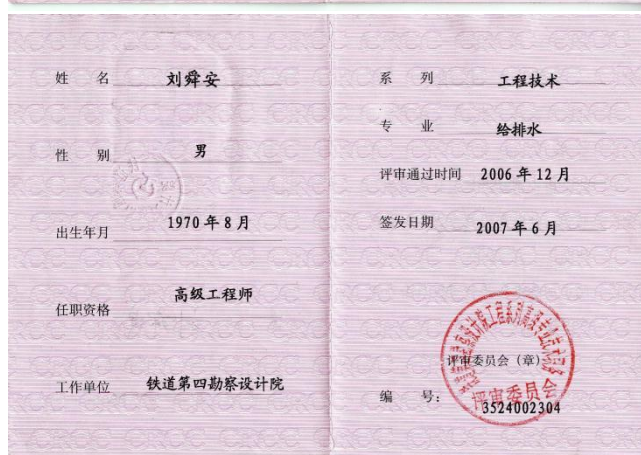 姓 名 刘舜安
性 别 男
出生年月 1970年8月
任职资格 高级工程师
工作单位 铁道第四勘察设计院
系 列 工程技术
专 业 给排水
评审通过时间 2006年12月
签发日期 2007年6月
评审委员会（章）
评审委员会
编 号： 3524002304